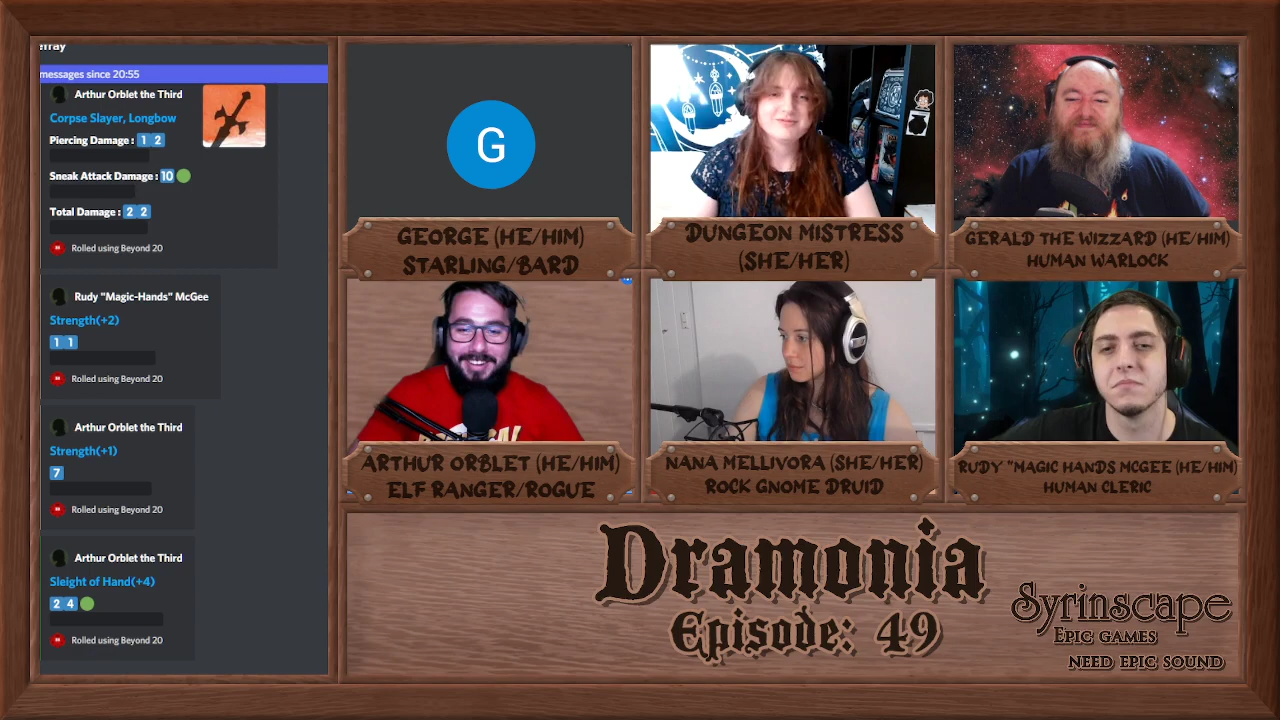 messages since 20:55
Arthur Orblet the Third
Corpse Slayer, Longbow
Piercing Damage : 1 2
Sneak Attack Damage : 10
Total Damage : 2 2
Rolled using Beyond 20
Rudy "Magic-Hands" McGee
Strength(+2)
1 1
Rolled using Beyond 20
Arthur Orblet the Third
Strength(+1)
7
Rolled using Beyond 20
Arthur Orblet the Third
Sleight of Hand(+4)
2 4
Rolled using Beyond 20
G
GEORGE (HE/HIM)
STARLING/BARD
DUNGEON MISTRESS
(SHE/HER)
GERALD THE WIZZARD (HE/HIM)
HUMAN WARLOCK
ARTHUR ORBLET (HE/HIM)
ELF RANGER/ROGUE
NANA MELLIVORA (SHE/HER)
ROCK GNOME DRUID
RUDY "MAGIC HANDS MCGEE (HE/HIM)
HUMAN CLERIC
Dramonia
Episode: 49
Syrinscape
EPIC GAMES
NEED EPIC SOUND